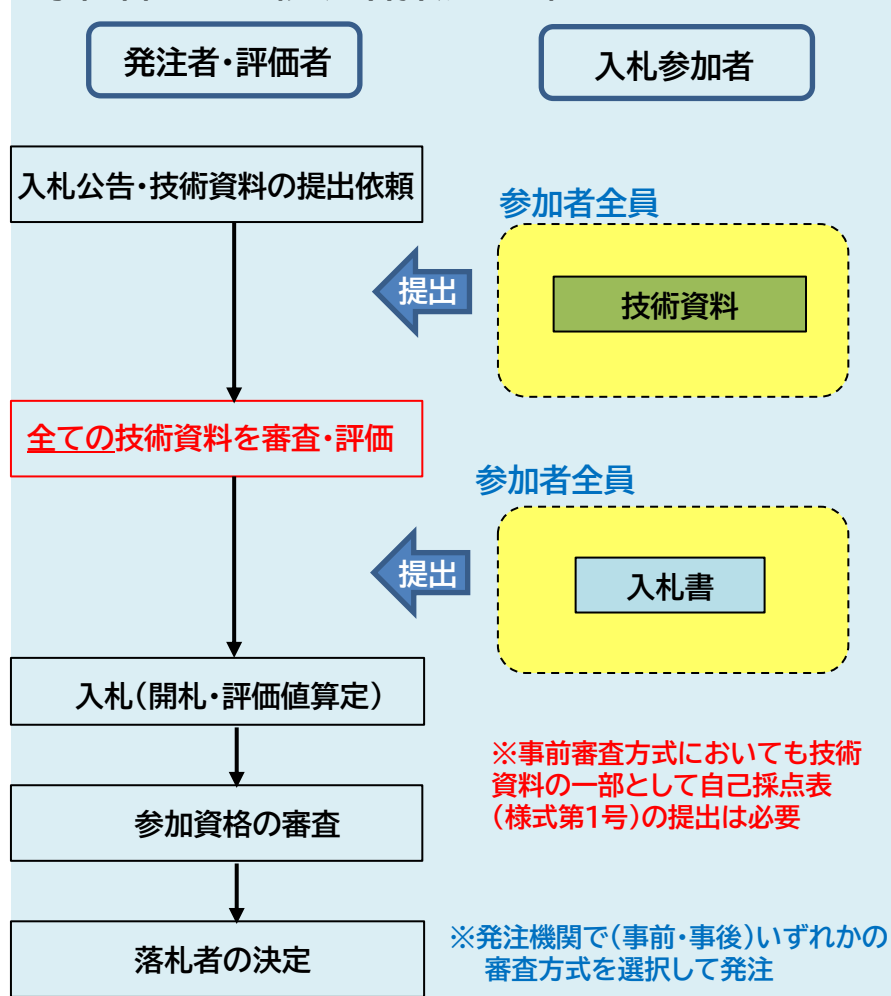 発注者・評価者
入札参加者
入札公告・技術資料の提出依頼
参加者全員
提出
技術資料
全ての技術資料を審査・評価
参加者全員
提出
入札書
入札(開札・評価値算定)
※事前審査方式においても技術
資料の一部として自己採点表
(様式第1号)の提出は必要
参加資格の審査
※発注機関で(事前・事後)いずれかの
審査方式を選択して発注
落札者の決定